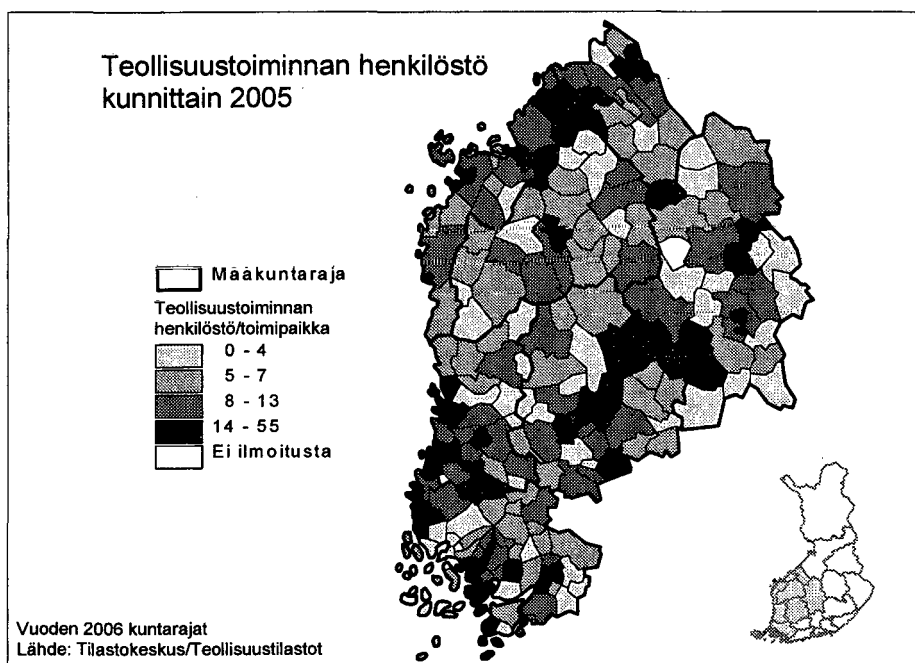 Teollisuustoiminnan henkilöstö
kunnittain 2005
Määkuntaraja
Teollisuustoiminnan
henkilöstö/toimipaikka
0 - 4
5 - 7
8 - 13
14 - 55
Ei ilmoitusta
Vuoden 2006 kuntarajat
Lähde: Tilastokeskus/Teollisuustilastot